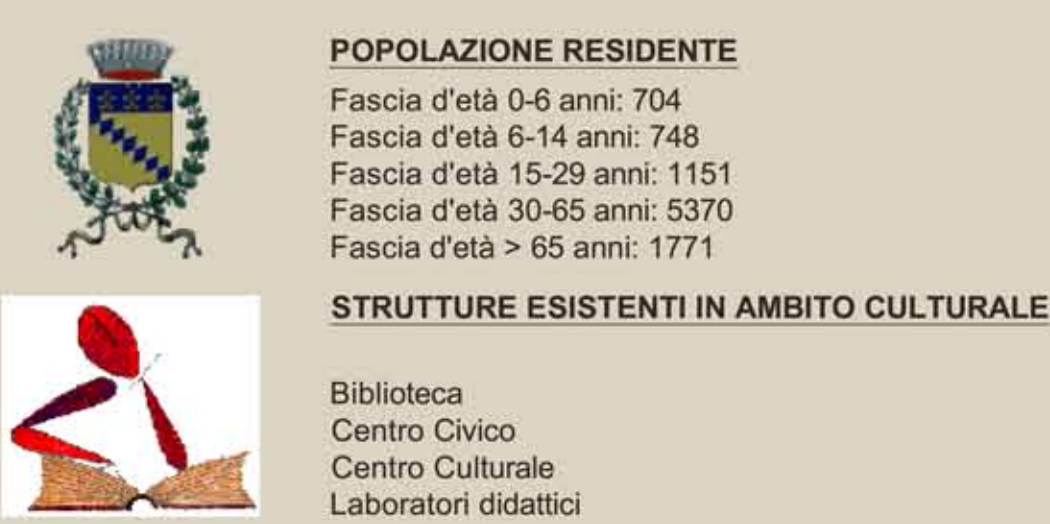 POPOLAZIONE RESIDENTE
Fascia d'età 0-6 anni: 704
Fascia d'età 6-14 anni: 748
Fascia d'età 15-29 anni: 1151
Fascia d'età 30-65 anni: 5370
Fascia d'età > 65 anni: 1771
STRUTTURE ESISTENTI IN AMBITO CULTURALE
Biblioteca
Centro Civico
Centro Culturale
Laboratori didattici